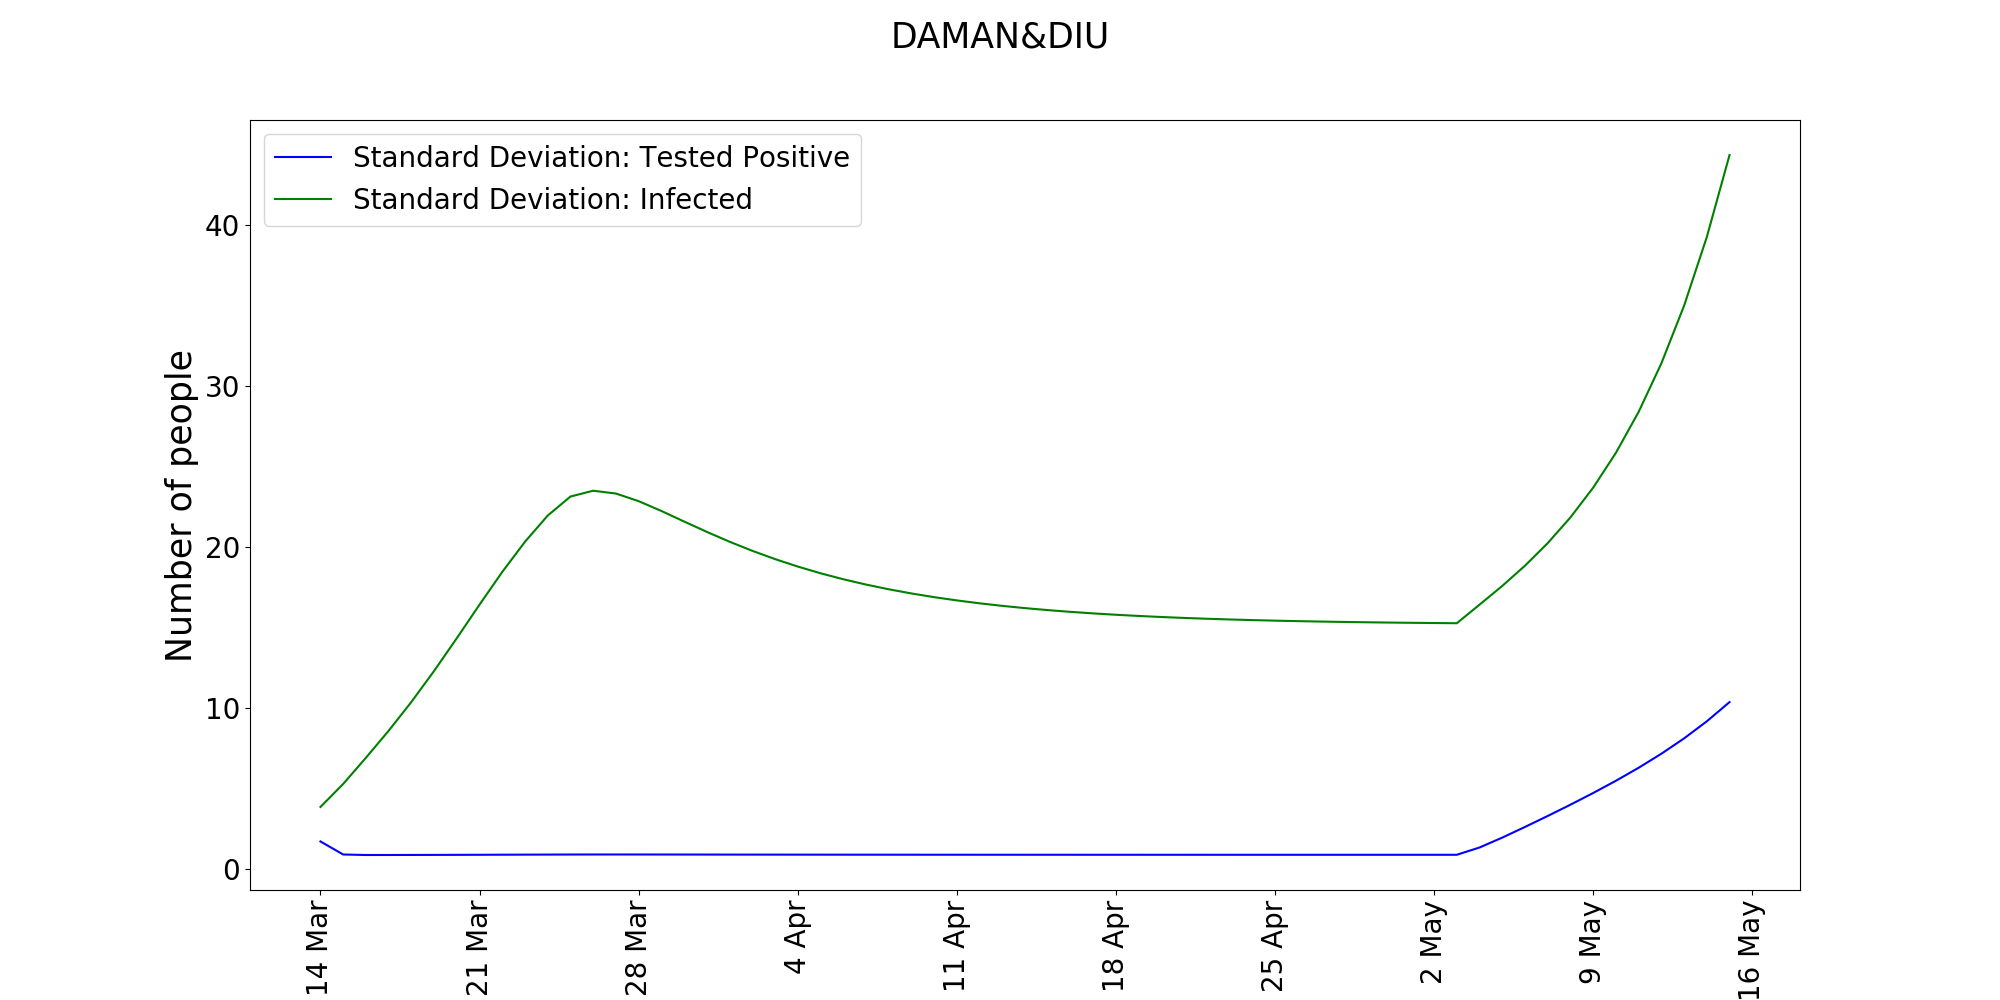 DAMAN&DIU
Standard Deviation: Tested Positive
Standard Deviation: Infected
Number of people
40
30
20
10
0
14 Mar
21 Mar
28 Mar
4 Apr
11 Apr
18 Apr
25 Apr
2 May
9 May
16 May